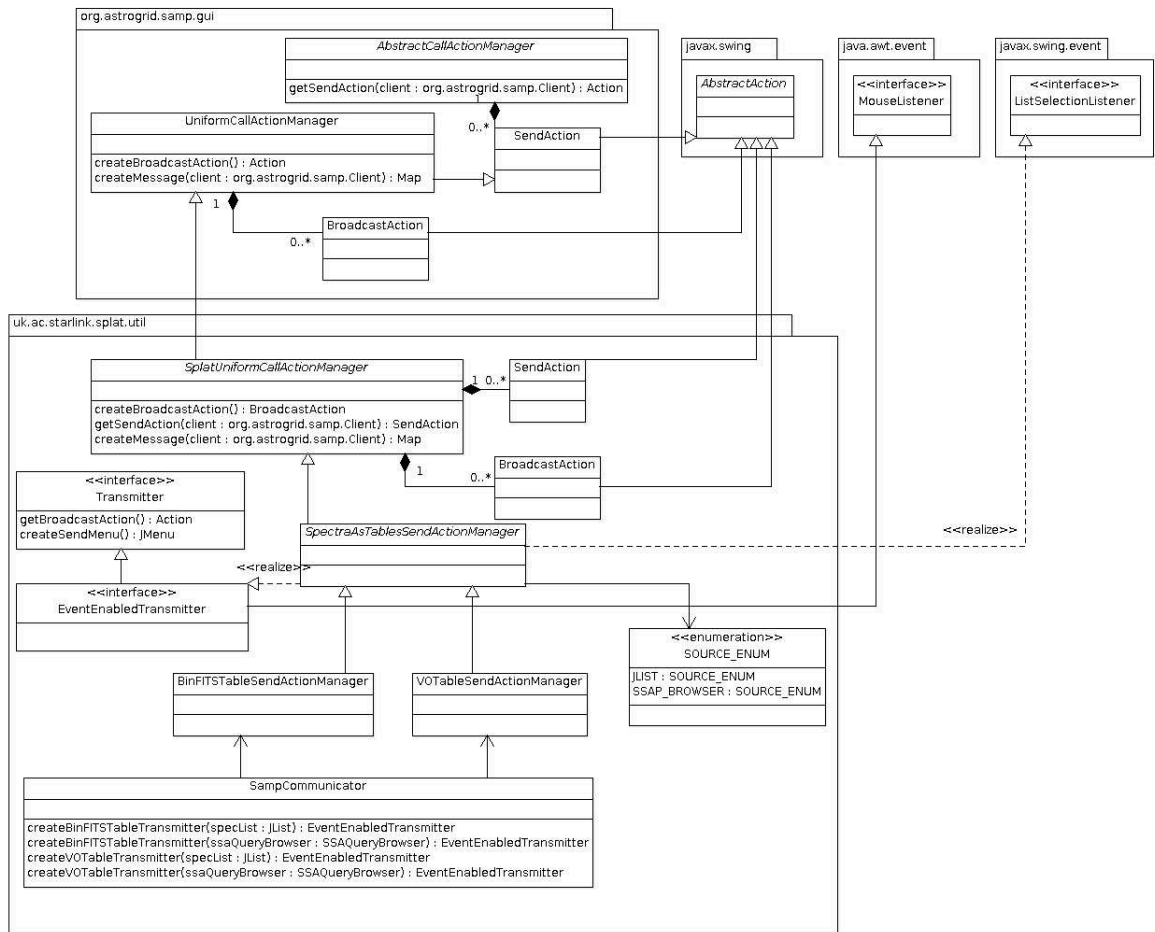 org.astrogrid.samp.gui
AbstractCallActionManager
getSendAction(client : org.astrogrid.samp.Client) : Action
1
0..*
UniformCallActionManager
createBroadcastAction() : Action
createMessage(client : org.astrogrid.samp.Client) : Map
SendAction
1
0..*
BroadcastAction
javax.swing
AbstractAction
java.awt.event
<<interface>>
MouseListener
javax.swing.event
<<interface>>
ListSelectionListener
uk.ac.starlink.splat.util
SplatUniformCallActionManager
createBroadcastAction() : BroadcastAction
getSendAction(client : org.astrogrid.samp.Client) : SendAction
createMessage(client : org.astrogrid.samp.Client) : Map
1 0..*
SendAction
1
0..*
BroadcastAction
<<interface>>
Transmitter
getBroadcastAction() : Action
createSendMenu() : JMenu
SpectraAsTablesSendActionManager
<<realize>>
<<realize>>
<<interface>>
EventEnabledTransmitter
<<enumeration>>
SOURCE_ENUM
JLIST : SOURCE_ENUM
SSAP_BROWSER : SOURCE_ENUM
BinFITSTableSendActionManager
VOTableSendActionManager
SampCommunicator
createBinFITSTableTransmitter(specList : JList) : EventEnabledTransmitter
createBinFITSTableTransmitter(ssaQueryBrowser : SSAQueryBrowser) : EventEnabledTransmitter
createVOTableTransmitter(specList : JList) : EventEnabledTransmitter
createVOTableTransmitter(ssaQueryBrowser : SSAQueryBrowser) : EventEnabledTransmitter